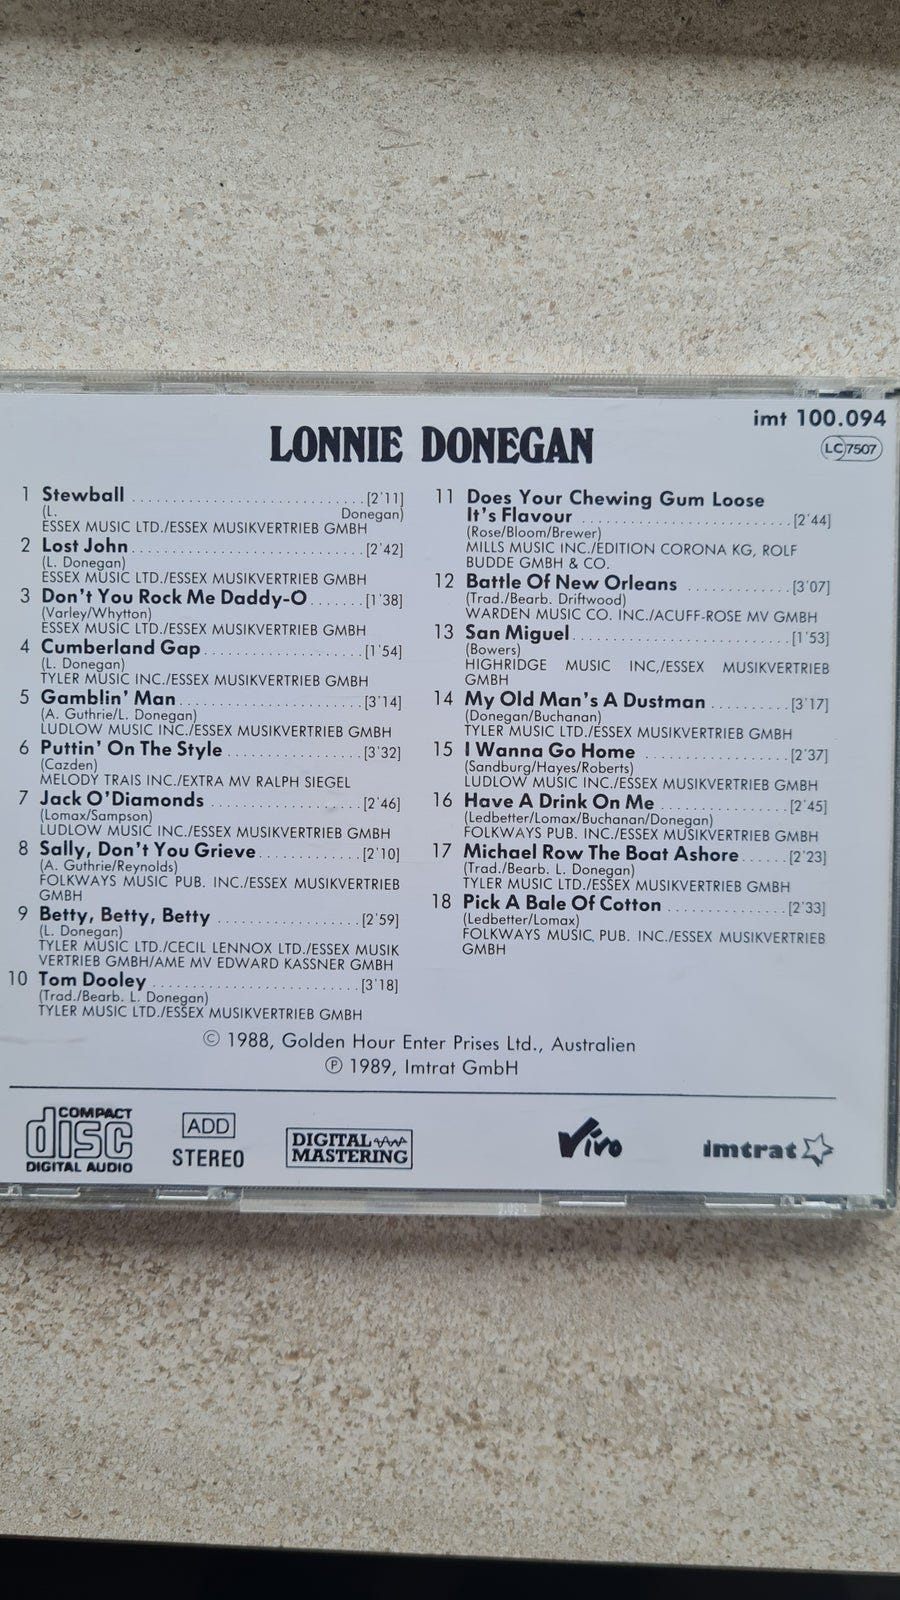 imt 100.094
LC 7507
LONNIE DONEGAN
1 Stewball ............................ [2'11]
(L. Donegan)
ESSEX MUSIC LTD./ESSEX MUSIKVERTRIEB GMBH
2 Lost John ............................ [2'42]
(L. Donegan)
ESSEX MUSIC LTD./ESSEX MUSIKVERTRIEB GMBH
3 Don't You Rock Me Daddy-O ....... [1'38]
(Varley/Whytton)
ESSEX MUSIC LTD./ESSEX MUSIKVERTRIEB GMBH
4 Cumberland Gap .................... [1'54]
(L. Donegan)
TYLER MUSIC INC./ESSEX MUSIKVERTRIEB GMBH
5 Gamblin' Man ....................... [3'14]
(A. Guthrie/L. Donegan)
LUDLOW MUSIC INC./ESSEX MUSIKVERTRIEB GMBH
6 Puttin' On The Style ................. [3'32]
(Cazden)
MELODY TRAIS INC./EXTRA MV RALPH SIEGEL
7 Jack O'Diamonds ................... [2'46]
(Lomax/Sampson)
LUDLOW MUSIC INC./ESSEX MUSIKVERTRIEB GMBH
8 Sally, Don't You Grieve ............. [2'10]
(A. Guthrie/Reynolds)
FOLKWAYS MUSIC PUB. INC./ESSEX MUSIKVERTRIEB
GMBH
9 Betty, Betty, Betty .................. [2'59]
(L. Donegan)
TYLER MUSIC LTD./CECIL LENNOX LTD./ESSEX MUSIK
VERTRIEB GMBH/AME MV EDWARD KASSNER GMBH
10 Tom Dooley .......................... [3'18]
(Trad./Bearb. L. Donegan)
TYLER MUSIC LTD./ESSEX MUSIKVERTRIEB GMBH
11 Does Your Chewing Gum Loose
It's Flavour .......................... [2'44]
(Rose/Bloom/Brewer)
MILLS MUSIC INC./EDITION CORONA KG, ROLF
BUDDE GMBH & CO.
12 Battle Of New Orleans ............. [3'07]
(Trad./Bearb. Driftwood)
WARDEN MUSIC CO. INC./ACUFF-ROSE MV GMBH
13 San Miguel ........................... [1'53]
(Bowers)
HIGHRIDGE MUSIC INC,/ESSEX MUSIKVERTRIEB
GMBH
14 My Old Man's A Dustman .......... [3'17]
(Donegan/Buchanan)
TYLER MUSIC LTD./ESSEX MUSIKVERTRIEB GMBH
15 I Wanna Go Home .................. [2'37]
(Sandburg/Hayes/Roberts)
LUDLOW MUSIC INC./ESSEX MUSIKVERTRIEB GMBH
16 Have A Drink On Me ................ [2'45]
(Ledbetter/Lomax/Buchanan/Donegan)
FOLKWAYS PUB. INC./ESSEX MUSIKVERTRIEB GMBH
17 Michael Row The Boat Ashore ...... [2'23]
(Trad./Bearb. L. Donegan)
TYLER MUSIC LTD./ESSEX MUSIKVERTRIEB GMBH
18 Pick A Bale Of Cotton ............... [2'33]
(Ledbetter/Lomax)
FOLKWAYS MUSIC PUB. INC./ESSEX MUSIKVERTRIEB
GMBH
© 1988, Golden Hour Enter Prises Ltd., Australien
℗ 1989, Imtrat GmbH
COMPACT
disc
DIGITAL AUDIO
ADD
STEREO
DIGITAL
MASTERING
Vivo
imtrat